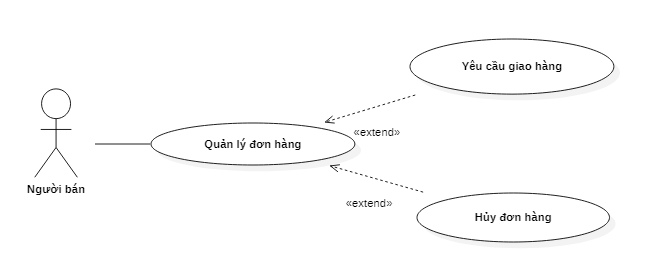 Yêu cầu giao hàng
«extend»
Quản lý đơn hàng
Người bán
«extend»
Hủy đơn hàng